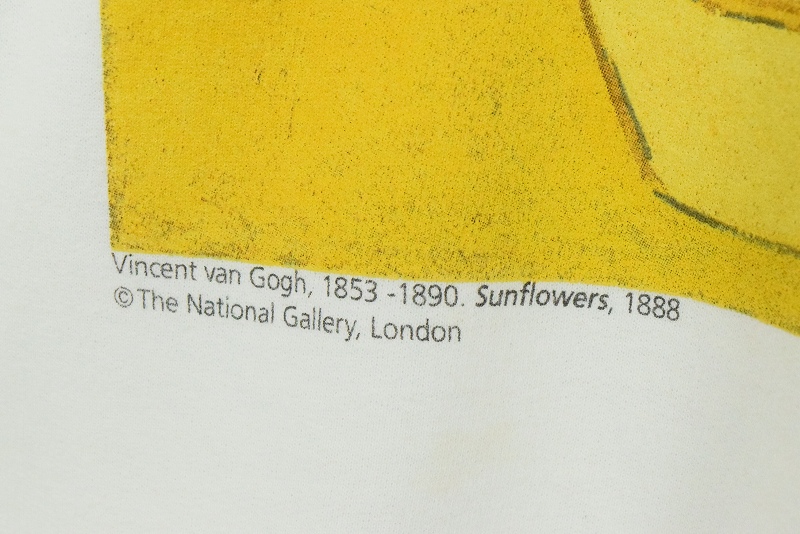 Vincent van Gogh, 1853 -1890. Sunflowers, 1888
©The National Gallery, London